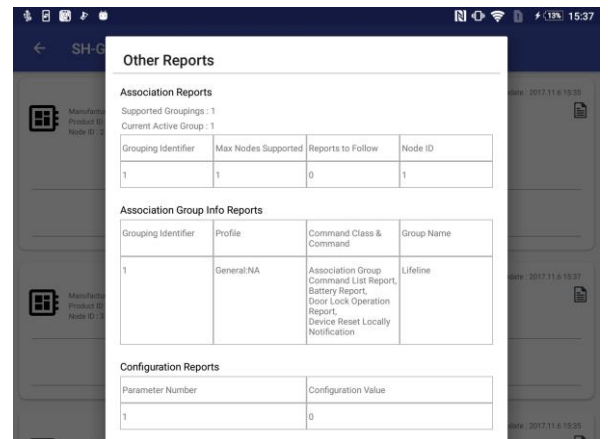 13% 15:37
SH-G
Other Reports
Association Reports
Supported Groupings : 1
Current Active Group : 1
Grouping Identifier Max Nodes Supported Reports to Follow Node ID
1 1 0 1
Association Group Info Reports
Grouping Identifier Profile Command Class & Group Name
Command
1 General:NA Association Group Lifeline
Command List Report,
Battery Report,
Door Lock Operation
Report,
Device Reset Locally
Notification
Configuration Reports
Parameter Number Configuration Value
1 0
Manufactu
Product ID
Node ID : 2
date : 2017.11.6 15:35
Manufactu
Product ID
Node ID : 3
date : 2017.11.6 15:37
date : 2017.11.6 15:35